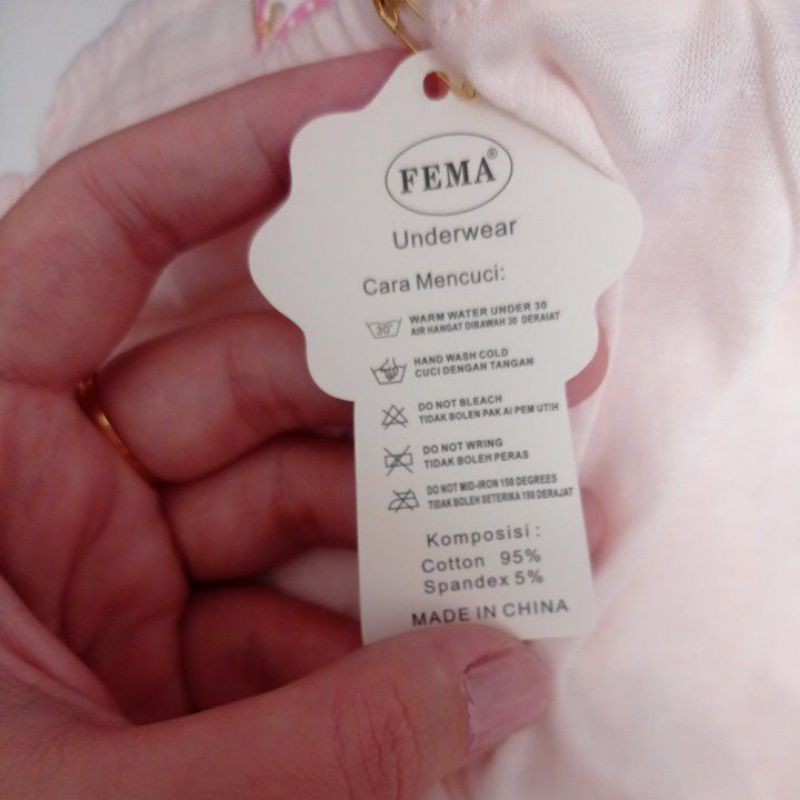 FEMA®
Underwear
Cara Mencuci:
30°
WARM WATER UNDER 30
AIR HANGAT DIBAWAH 30 DERAIAT
HAND WASH COLD
CUCI DENGAN TANGAN
DO NOT BLEACH
TIDAK BOLEN PAK AI PEM UTIH
DO NOT WRING
TIDAK BOLEH PERAS
DO NOT MID-IRON 150 DEGREES
TIDAK BOLEH SETERIKA 150 DERAJAT
Komposisi :
Cotton 95%
Spandex 5%
MADE IN CHINA